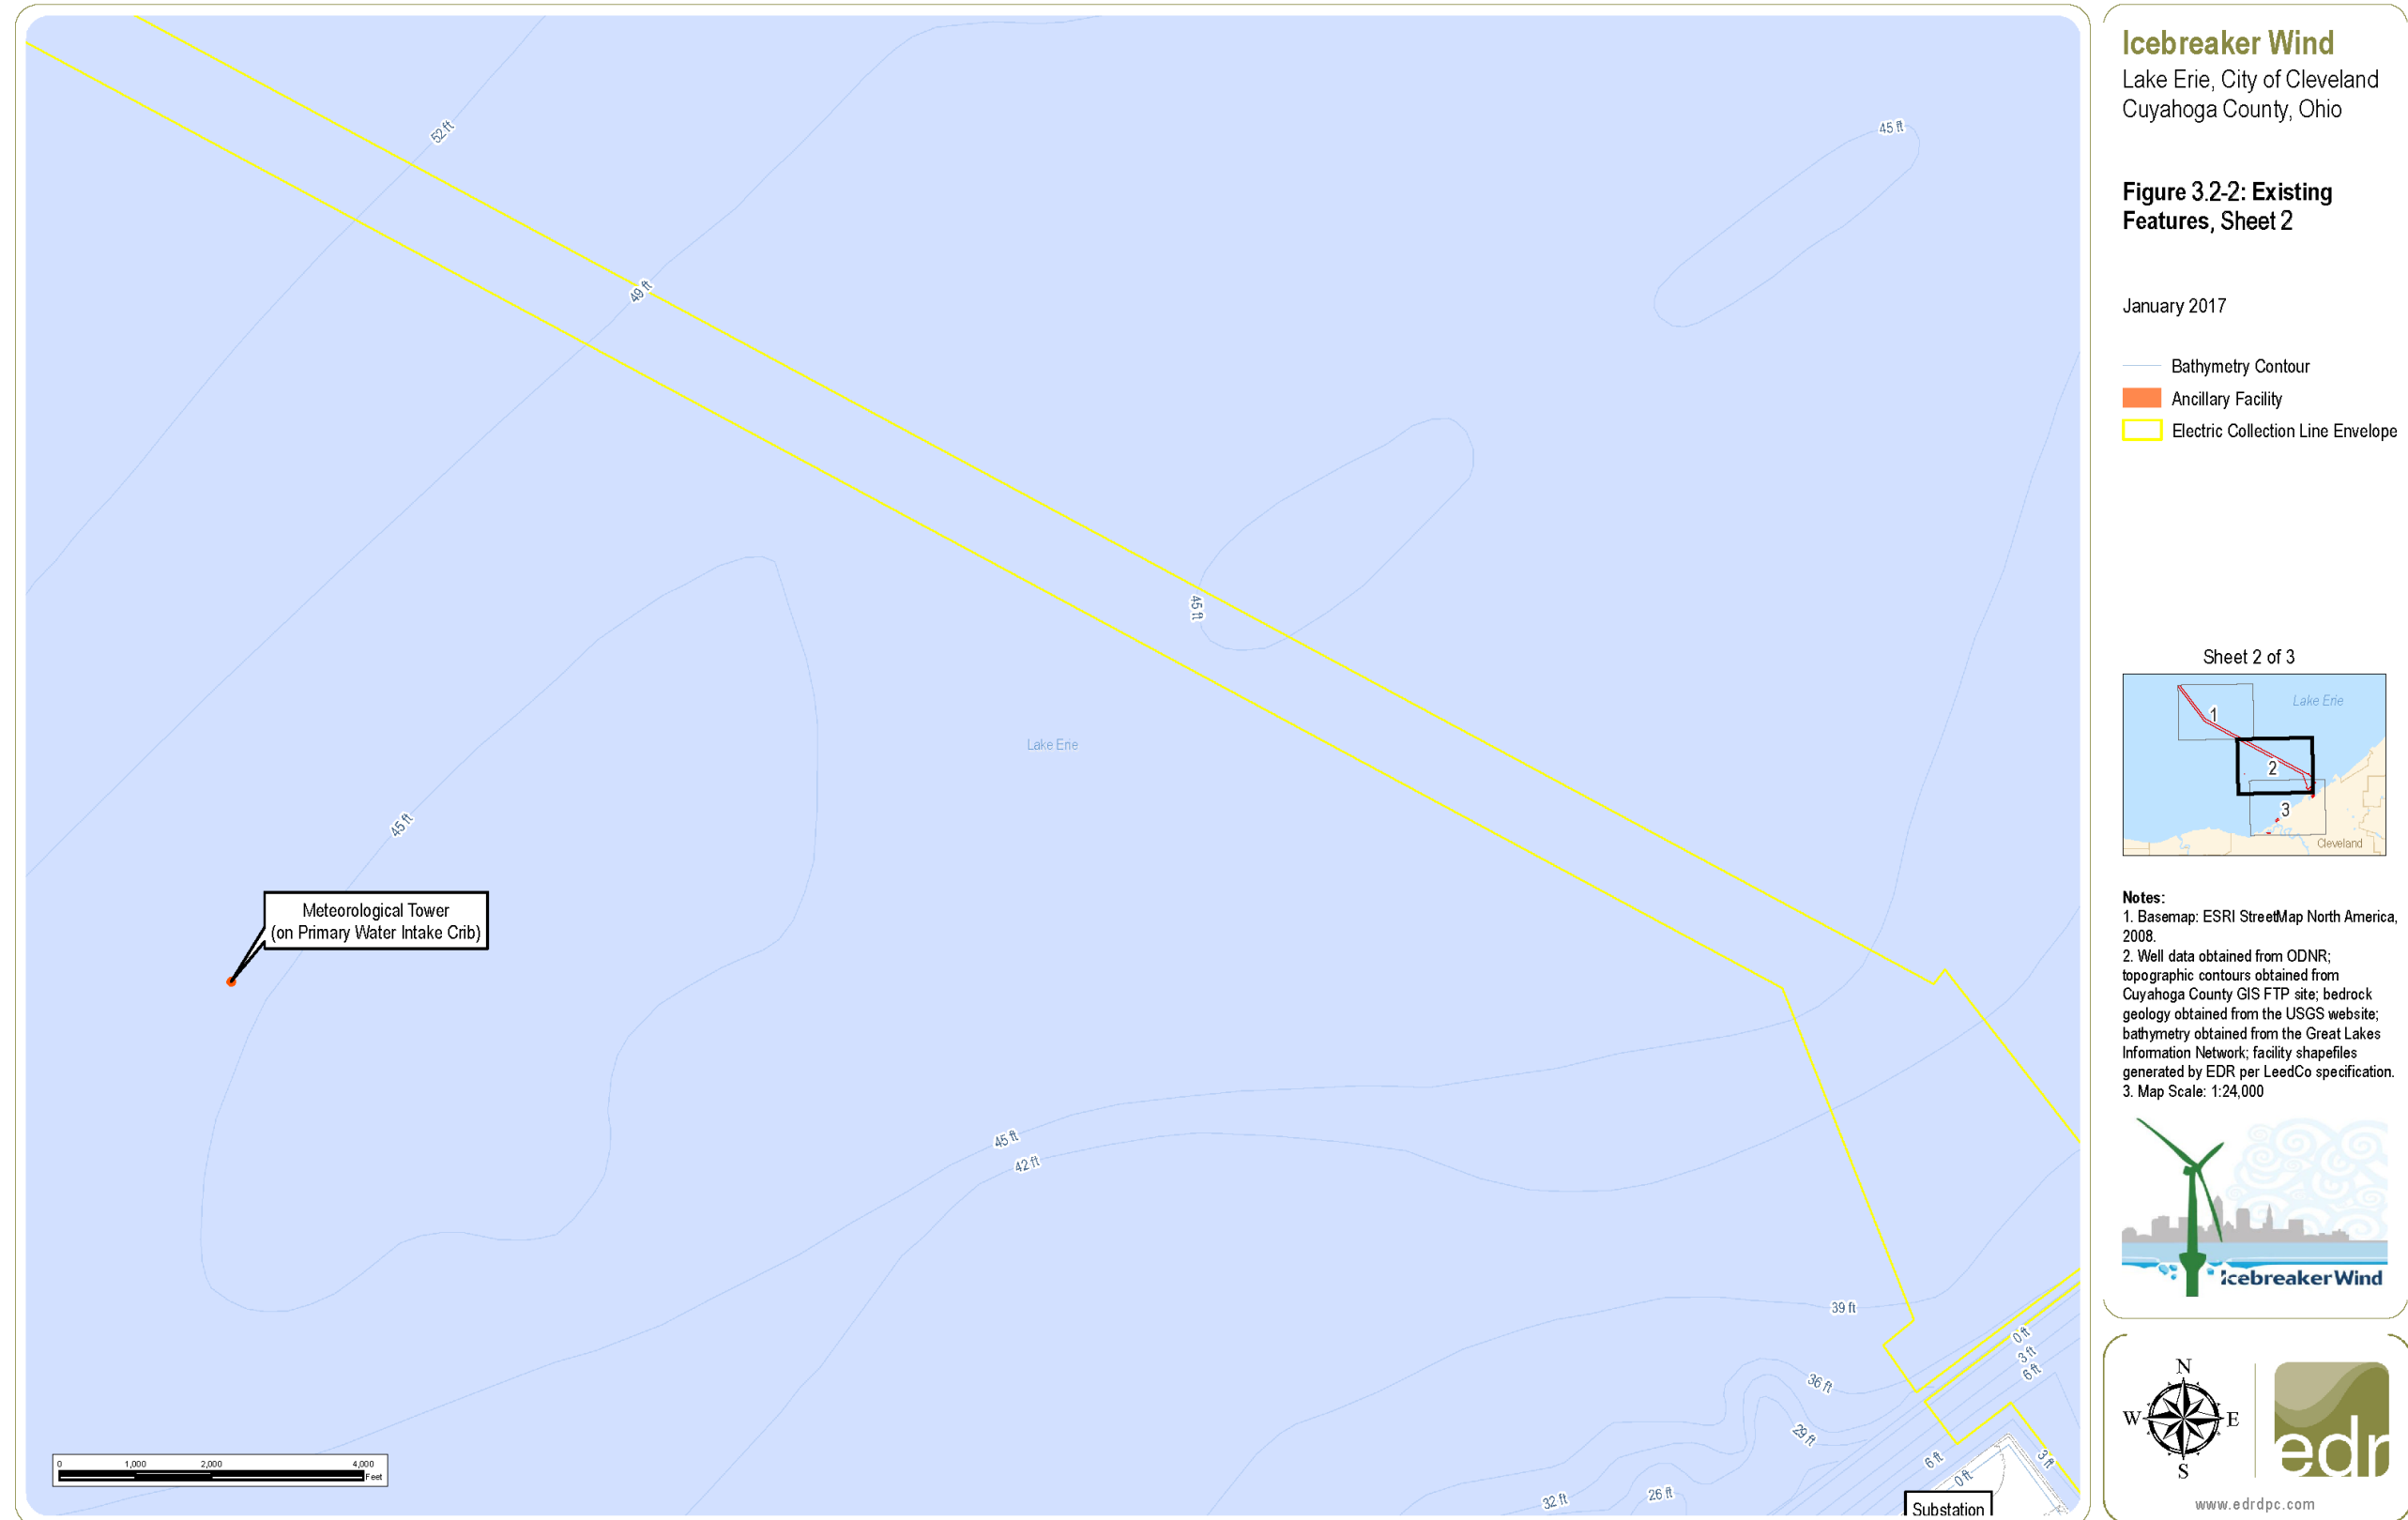 52 ft
45 ft
49 ft
45 ft
Lake Erie
45 ft
Meteorological Tower
(on Primary Water Intake Crib)
45 ft
42 ft
39 ft
0 ft
3 ft
6 ft
36 ft
29 ft
6 ft
3 ft
0 ft
32 ft
26 ft
Substation
0 1,000 2,000 4,000
Feet
Icebreaker Wind
Lake Erie, City of Cleveland
Cuyahoga County, Ohio
Figure 3.2-2: Existing
Features, Sheet 2
January 2017
Bathymetry Contour
Ancillary Facility
Electric Collection Line Envelope
Sheet 2 of 3
Lake Erie
1
2
3
Cleveland
Notes:
1. Basemap: ESRI StreetMap North America,
2008.
2. Well data obtained from ODNR;
topographic contours obtained from
Cuyahoga County GIS FTP site; bedrock
geology obtained from the USGS website;
bathymetry obtained from the Great Lakes
Information Network; facility shapefiles
generated by EDR per LeedCo specification.
3. Map Scale: 1:24,000
Icebreaker Wind
N
W E
S
edr
www.edrdpc.com